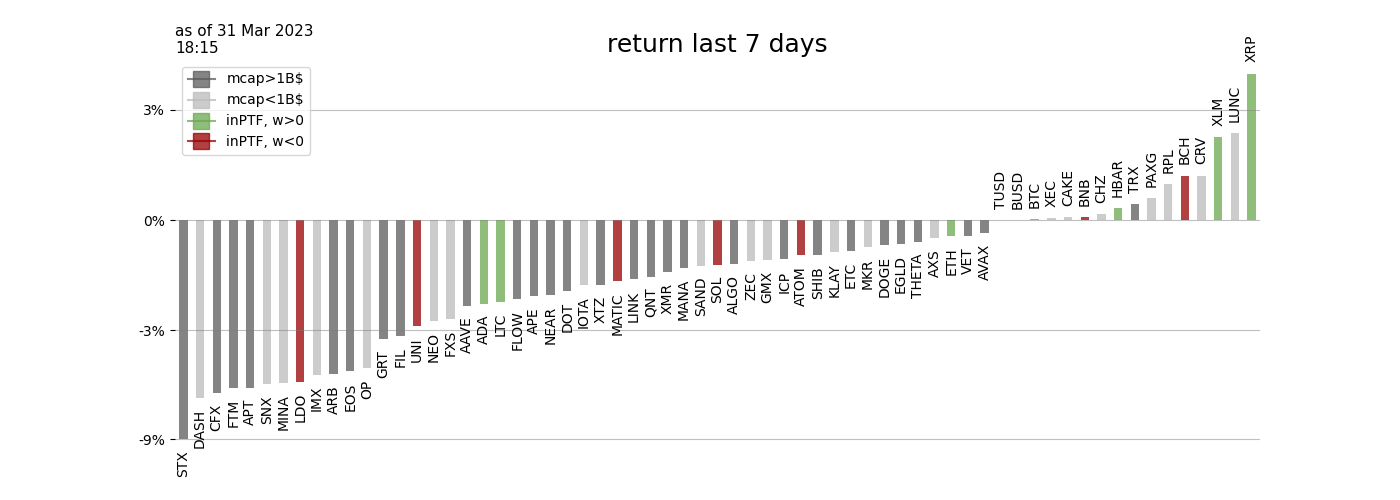 as of 31 Mar 2023
18:15
return last 7 days
mcap>1B$
mcap<1B$
inPTF, w>0
inPTF, w<0
3%
0%
-3%
-9%
STX
DASH
CFX
FTM
APT
SNX
MINA
LDO
IMX
ARB
EOS
OP
GRT
FIL
UNI
NEO
FXS
AAVE
ADA
LTC
FLOW
APE
NEAR
DOT
IOTA
XTZ
MATIC
LINK
QNT
XMR
MANA
SAND
SOL
ALGO
ZEC
GMX
ICP
ATOM
SHIB
KLAY
ETC
MKR
DOGE
EGLD
THETA
AXS
ETH
VET
AVAX
TUSD
BUSD
BTC
XEC
CAKE
BNB
CHZ
HBAR
TRX
PAXG
RPL
BCH
CRV
XLM
LUNC
XRP